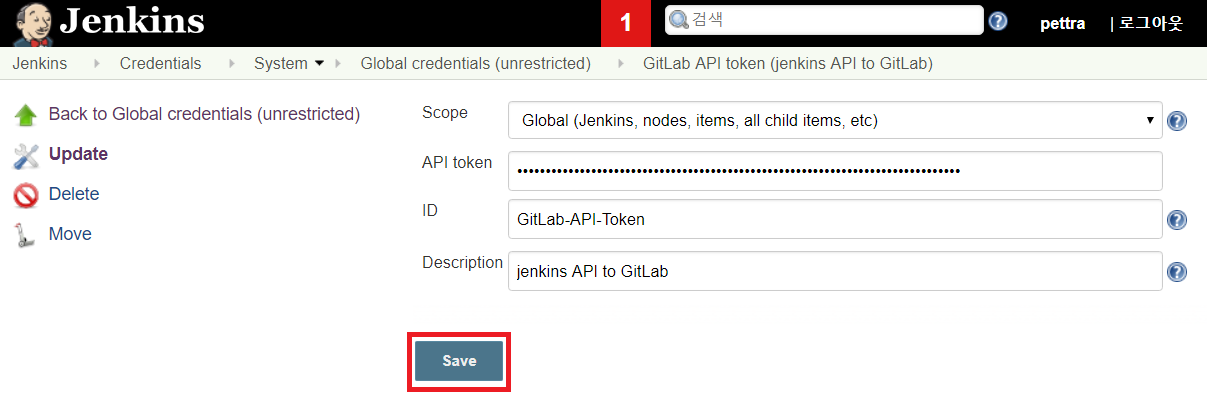 Jenkins 1 검색 pettra | 로그아웃
Jenkins Credentials System Global credentials (unrestricted) GitLab API token (jenkins API to GitLab)
Back to Global credentials (unrestricted)
Update
Delete
Move
Scope Global (Jenkins, nodes, items, all child items, etc)
API token ••••••••••••••••••••••••••••••••••••••••••••••••••••••••••••••••••••••••••••••
ID GitLab-API-Token
Description jenkins API to GitLab
Save